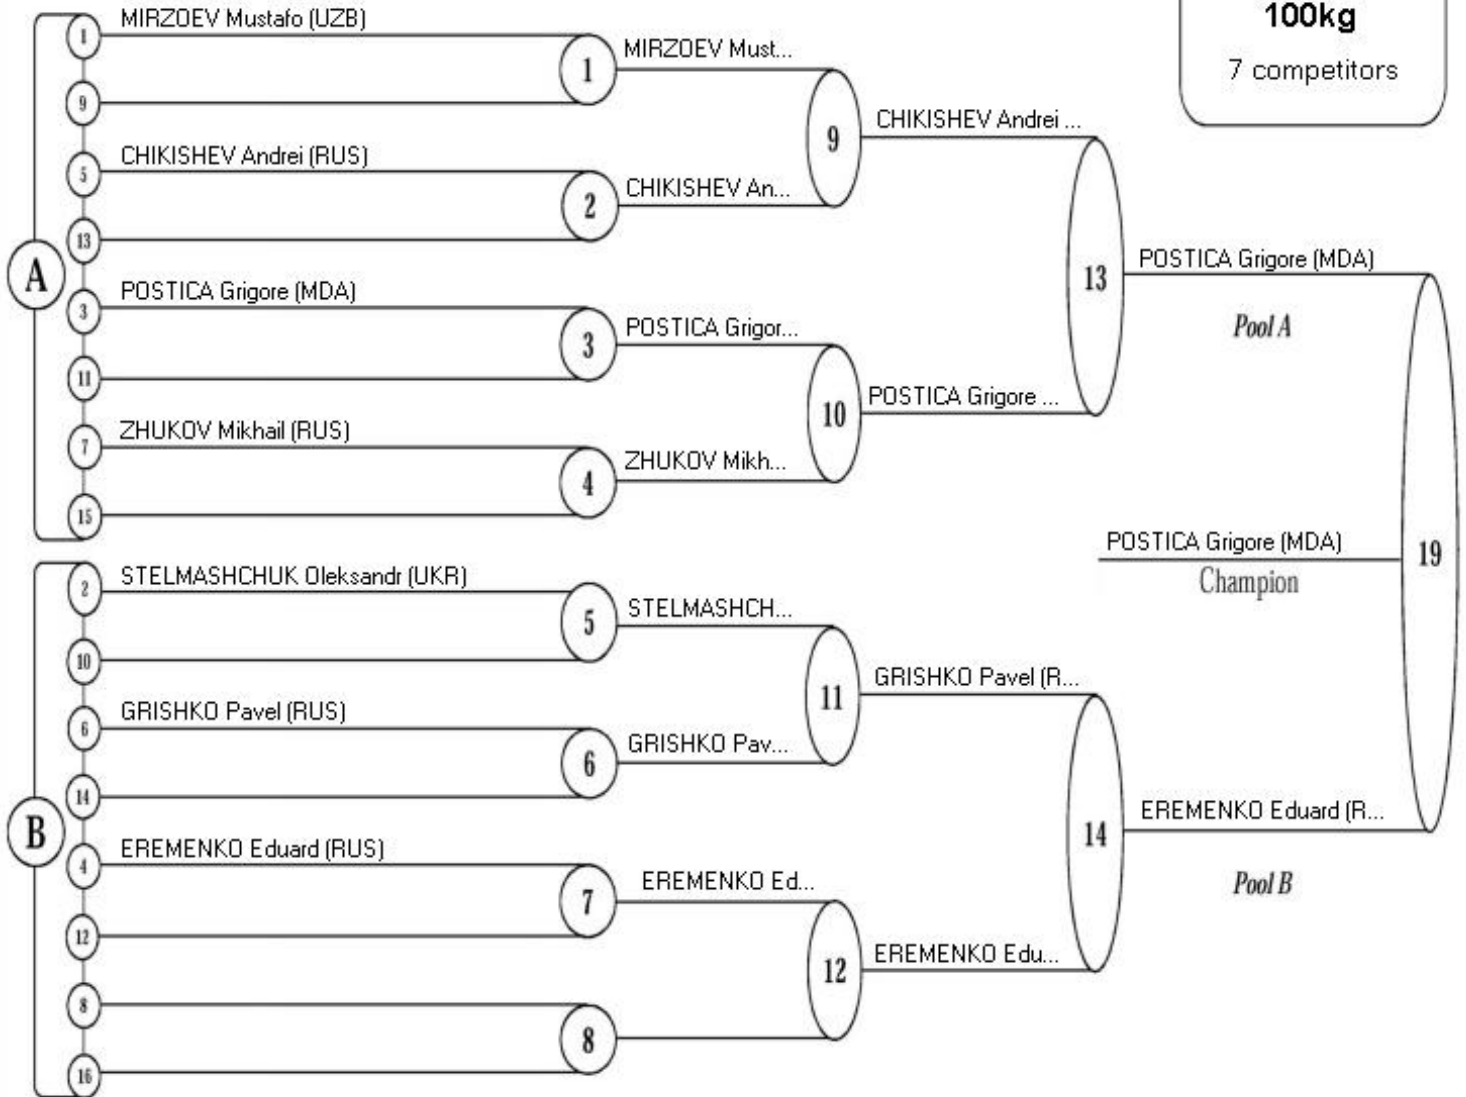 100kg
7 competitors
A
1
MIRZOEV Mustafo (UZB)
9
1
MIRZOEV Must...
5
CHIKISHEV Andrei (RUS)
13
2
CHIKISHEV An...
9
CHIKISHEV Andrei ...
3
POSTICA Grigore (MDA)
11
3
POSTICA Grigor...
7
ZHUKOV Mikhail (RUS)
15
4
ZHUKOV Mikh...
10
POSTICA Grigore ...
13
POSTICA Grigore (MDA)
Pool A
B
2
STELMASHCHUK Oleksandr (UKR)
10
5
STELMASHCH...
6
GRISHKO Pavel (RUS)
14
6
GRISHKO Pav...
11
GRISHKO Pavel (R...
4
EREMENKO Eduard (RUS)
12
7
EREMENKO Ed...
8
16
8
12
EREMENKO Edu...
14
EREMENKO Eduard (R...
Pool B
19
POSTICA Grigore (MDA)
Champion